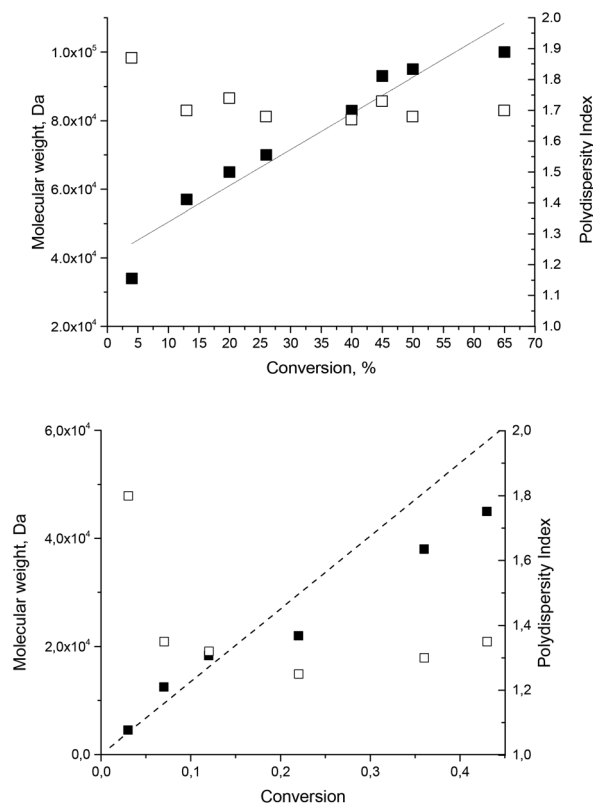 1.0x10⁵
8.0x10⁴
6.0x10⁴
4.0x10⁴
2.0x10⁴
Molecular weight, Da
2.0
1.9
1.8
1.7
1.6
1.5
1.4
1.3
1.2
1.1
1.0
Polydispersity Index
0 5 10 15 20 25 30 35 40 45 50 55 60 65 70
Conversion, %
6,0x10⁴
4,0x10⁴
2,0x10⁴
0,0
Molecular weight, Da
2,0
1,8
1,6
1,4
1,2
1,0
Polydyspersity Index
0,0 0,1 0,2 0,3 0,4
Conversion